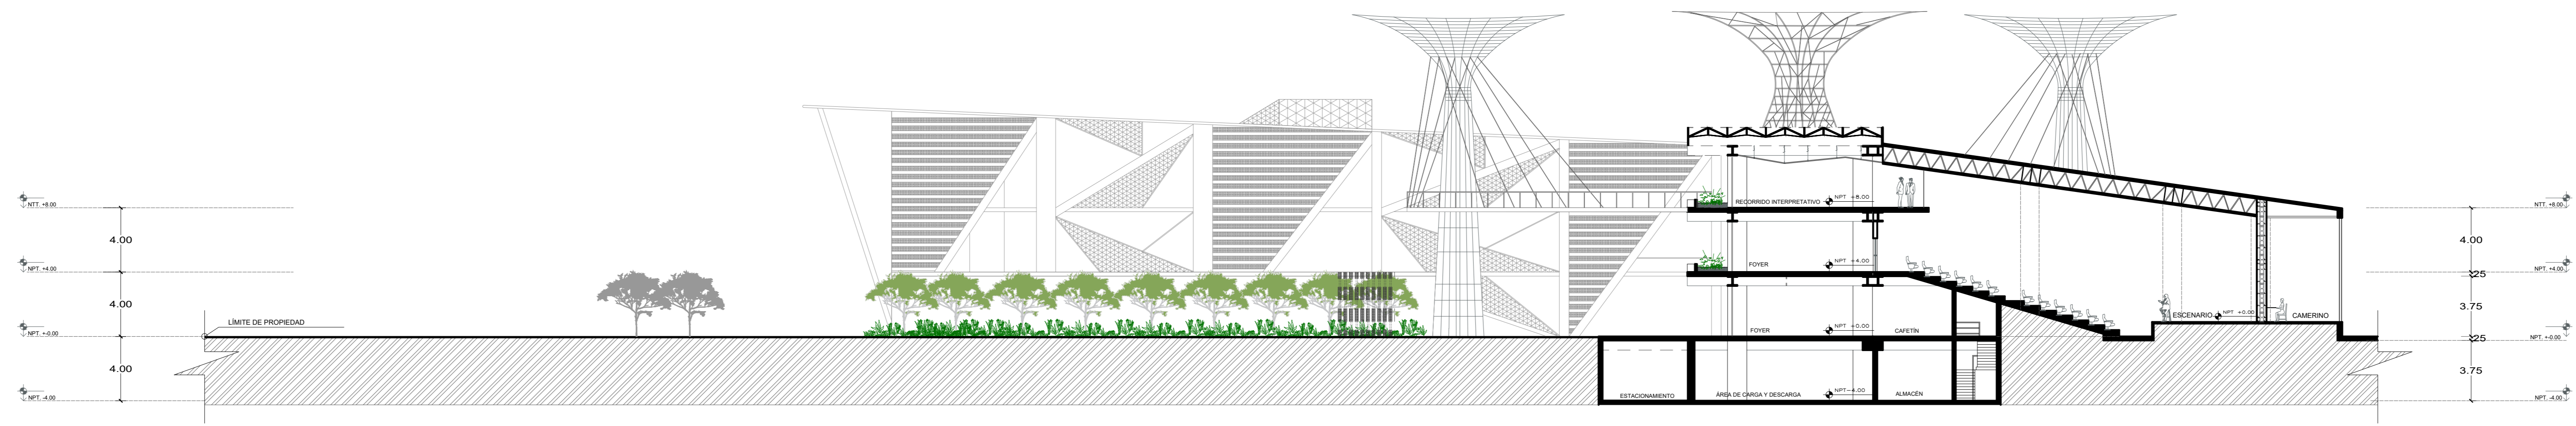 NTT. +8.00
4.00
NPT. +4.00
4.00
NPT. +-0.00
4.00
NPT. -4.00
LÍMITE DE PROPIEDAD
RECORRIDO INTERPRETATIVO
NPT +8.00
FOYER
NPT +4.00
FOYER
NPT +0.00
CAFETÍN
ESTACIONAMIENTO
ÁREA DE CARGA Y DESCARGA
NPT-4.00
ALMACÉN
ESCENARIO
NPT +0.00
CAMERINO
NTT. +8.00
4.00
NPT. +4.00
.25
3.75
NPT. +-0.00
.25
3.75
NPT. -4.00